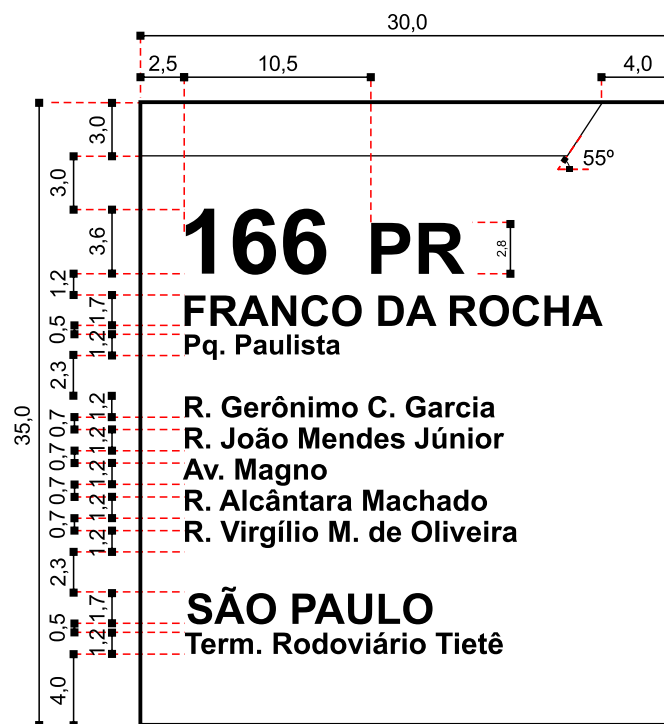 30,0
2,5 10,5 4,0
3,0
55º
3,0
166 PR
3,6
2,8
1,2
FRANCO DA ROCHA
1,7
0,5
Pq. Paulista
1,2
2,3
35,0
R. Gerônimo C. Garcia
1,2
0,7
R. João Mendes Júnior
1,2
0,7
Av. Magno
1,2
0,7
R. Alcântara Machado
1,2
0,7
R. Virgílio M. de Oliveira
1,2
2,3
SÃO PAULO
1,7
0,5
Term. Rodoviário Tietê
1,2
4,0